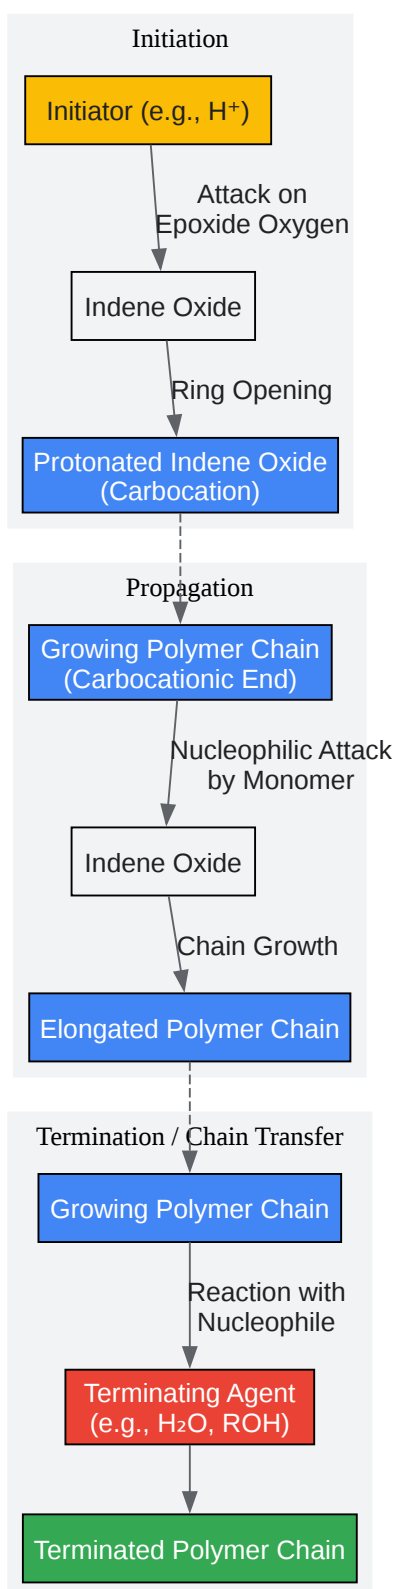 Initiation
Initiator (e.g., H⁺)
Attack on
Epoxide Oxygen
Indene Oxide
Ring Opening
Protonated Indene Oxide
(Carbocation)
Propagation
Growing Polymer Chain
(Carbocationic End)
Nucleophilic Attack
by Monomer
Indene Oxide
Chain Growth
Elongated Polymer Chain
Termination / Chain Transfer
Growing Polymer Chain
Reaction with
Nucleophile
Terminating Agent
(e.g., H₂O, ROH)
Terminated Polymer Chain